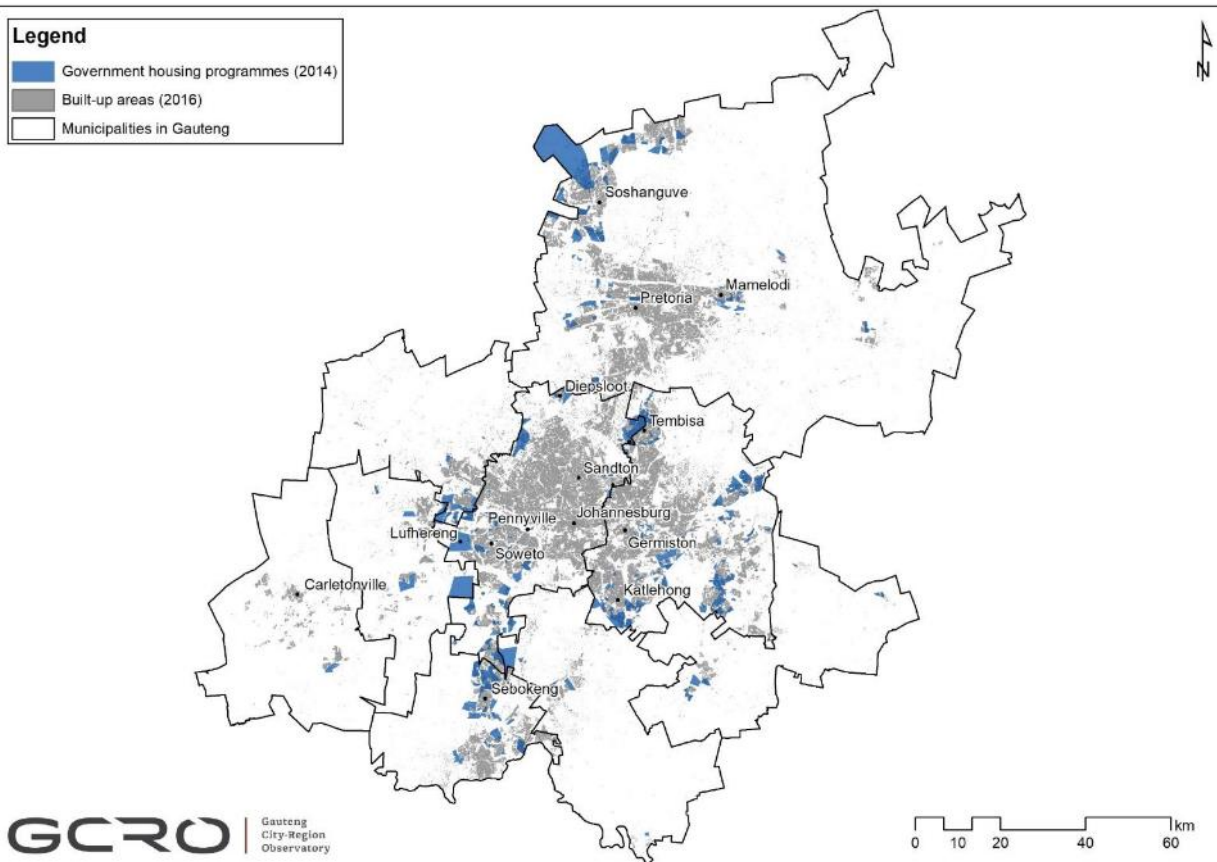 Legend
Government housing programmes (2014)
Built-up areas (2016)
Municipalities in Gauteng
N
Soshanguve
Mamelodi
Pretoria
Diepsloot
Tembisa
Sandton
Pennyville
Johannesburg
Lufhereng
Soweto
Germiston
Carletonville
Katlehong
Sebokeng
GCRO
Gauteng
City-Region
Observatory
km
0 10 20 40 60